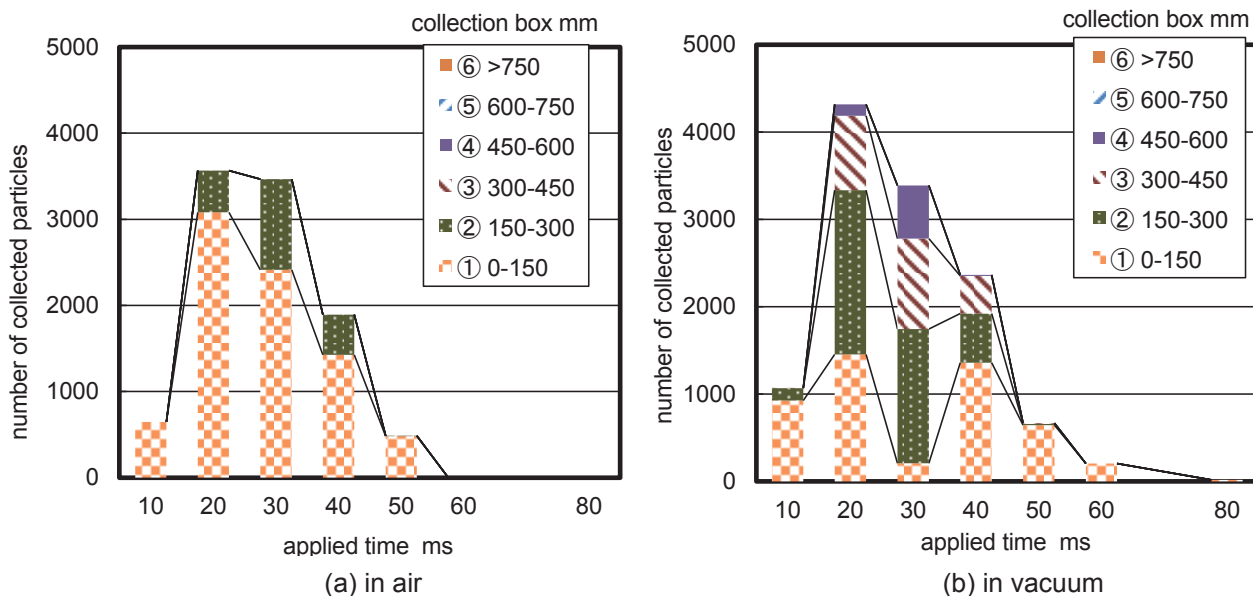 collection box mm
5000
4000
3000
2000
1000
0
number of collected particles
⑥ >750
⑤ 600-750
④ 450-600
③ 300-450
② 150-300
① 0-150
10 20 30 40 50 60 80
applied time ms
(a) in air
collection box mm
5000
4000
3000
2000
1000
0
number of collected particles
⑥ >750
⑤ 600-750
④ 450-600
③ 300-450
② 150-300
① 0-150
10 20 30 40 50 60 80
applied time ms
(b) in vacuum